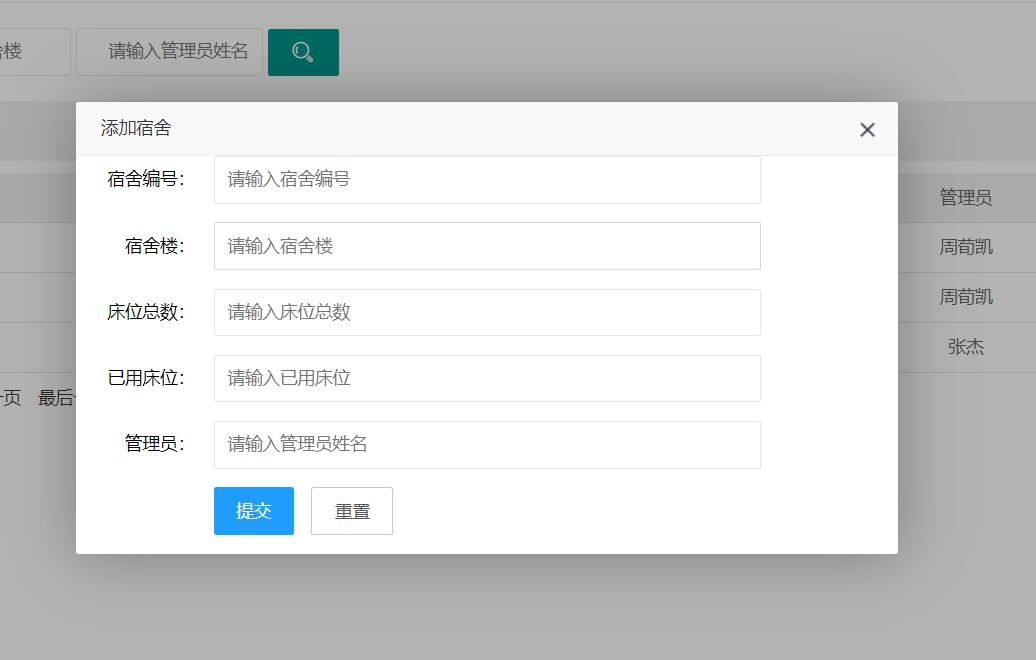 楼
请输入管理员姓名
添加宿舍
宿舍编号:
请输入宿舍编号
管理员
宿舍楼:
请输入宿舍楼
周荀凯
床位总数:
请输入床位总数
周荀凯
张杰
已用床位:
请输入已用床位
页 最后
管理员:
请输入管理员姓名
提交 重置